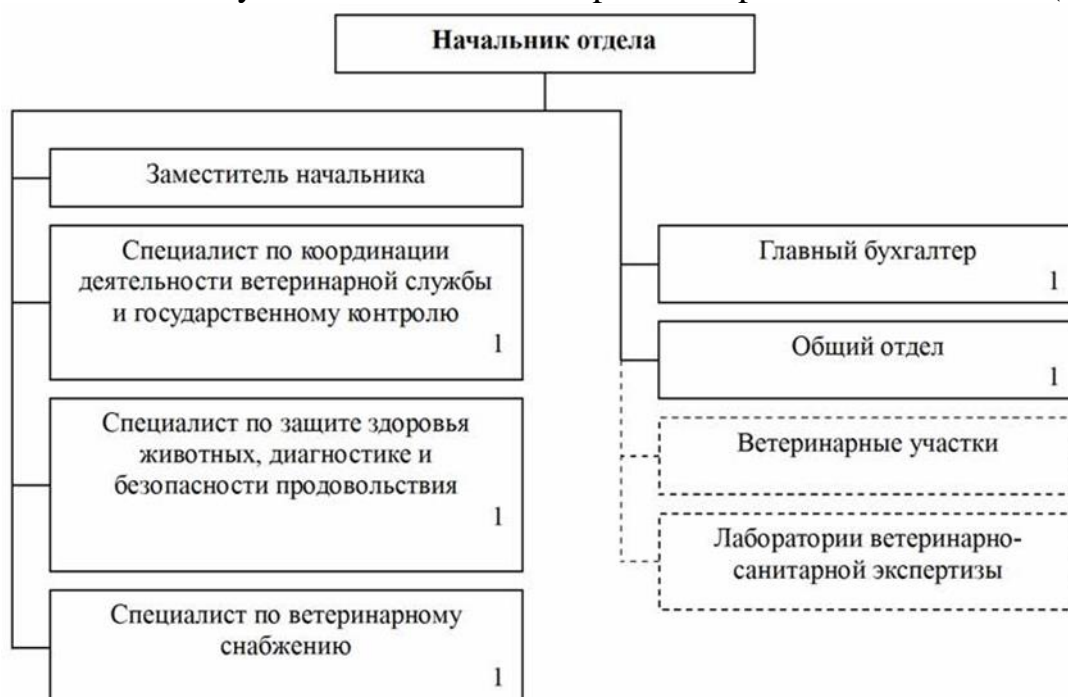 Начальник отдела
Заместитель начальника
Специалист по координации
деятельности ветеринарной службы
и государственному контролю
1
Специалист по защите здоровья
животных, диагностике и
безопасности продовольствия
1
Специалист по ветеринарному
снабжению
1
Главный бухгалтер
1
Общий отдел
1
Ветеринарные участки
Лаборатории ветеринарно-
санитарной экспертизы